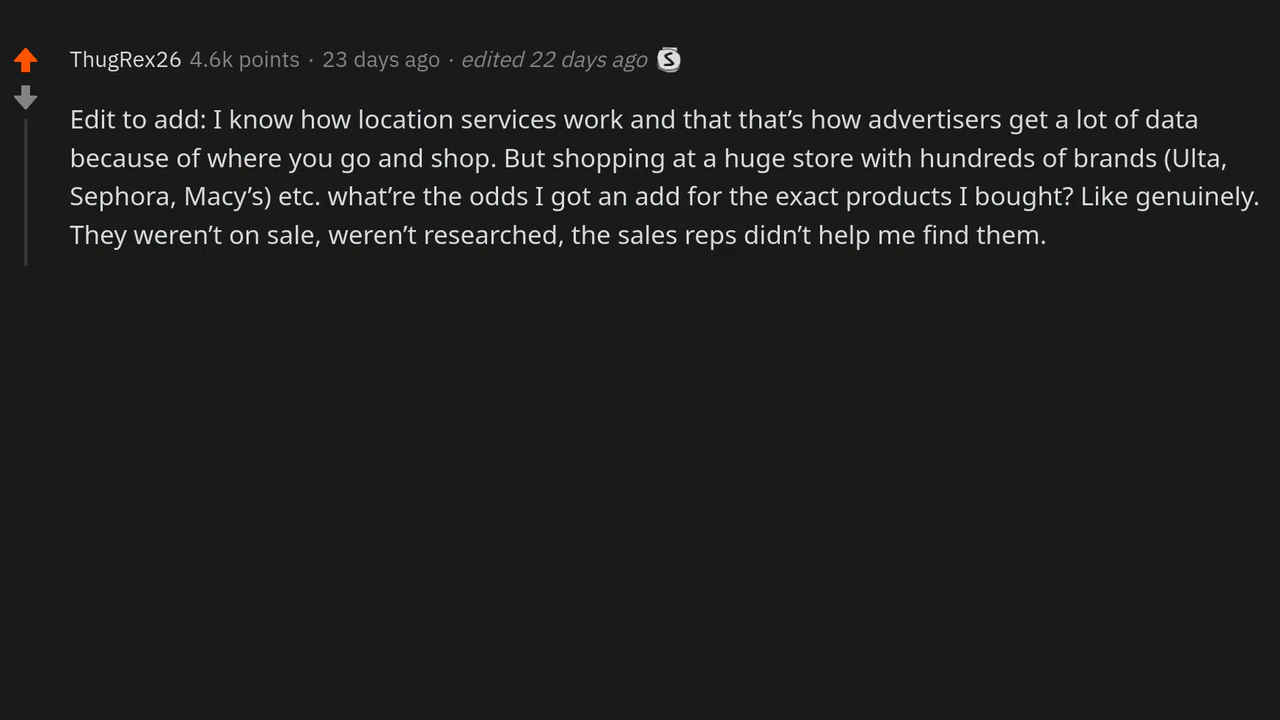 ThugRex26 4.6k points · 23 days ago · edited 22 days ago S
Edit to add: I know how location services work and that that’s how advertisers get a lot of data
because of where you go and shop. But shopping at a huge store with hundreds of brands (Ulta,
Sephora, Macy’s) etc. what’re the odds I got an add for the exact products I bought? Like genuinely.
They weren’t on sale, weren’t researched, the sales reps didn’t help me find them.